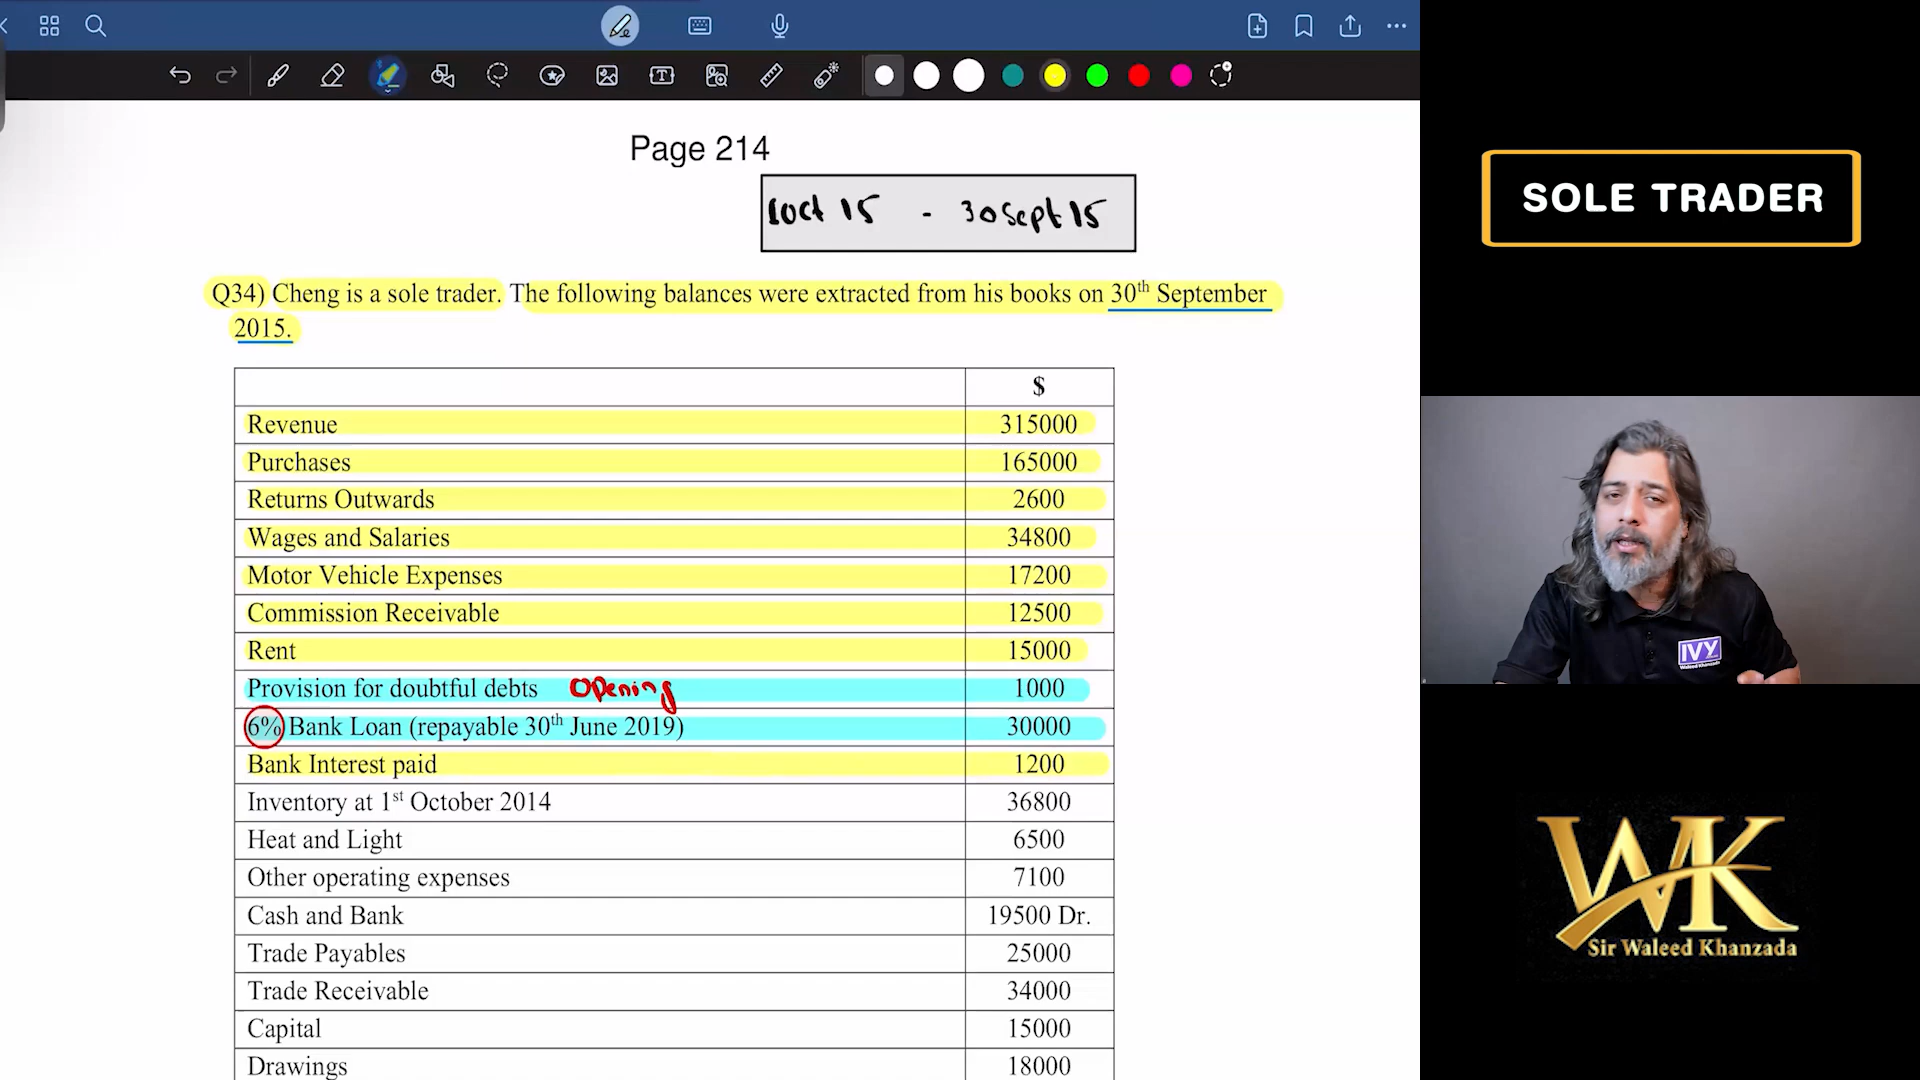 Page 214
1Oct 15 - 30 Sept 15
Q34) Cheng is a sole trader. The following balances were extracted from his books on 30th September
2015.
$
Revenue 315000
Purchases 165000
Returns Outwards 2600
Wages and Salaries 34800
Motor Vehicle Expenses 17200
Commission Receivable 12500
Rent 15000
Provision for doubtful debts Opening 1000
6% Bank Loan (repayable 30th June 2019) 30000
Bank Interest paid 1200
Inventory at 1st October 2014 36800
Heat and Light 6500
Other operating expenses 7100
Cash and Bank 19500 Dr.
Trade Payables 25000
Trade Receivable 34000
Capital 15000
Drawings 18000
SOLE TRADER
IVY
Waleed Khanzada
WK
Sir Waleed Khanzada